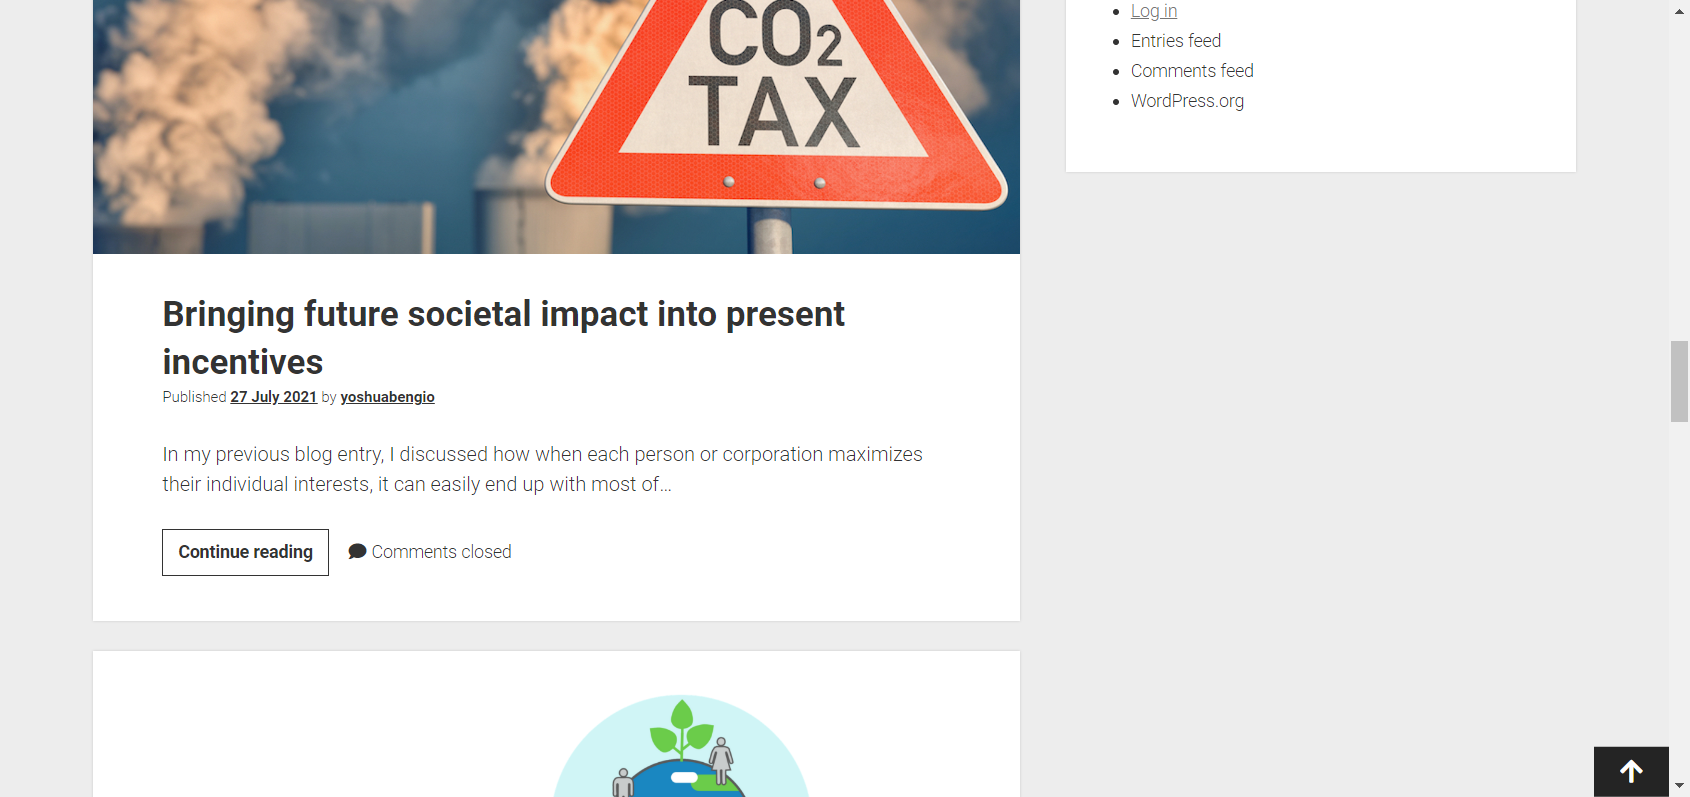 CO2
TAX
Bringing future societal impact into present
incentives
Published 27 July 2021 by yoshuabengio
In my previous blog entry, I discussed how when each person or corporation maximizes
their individual interests, it can easily end up with most of…
Continue reading
Comments closed
Log in
Entries feed
Comments feed
WordPress.org